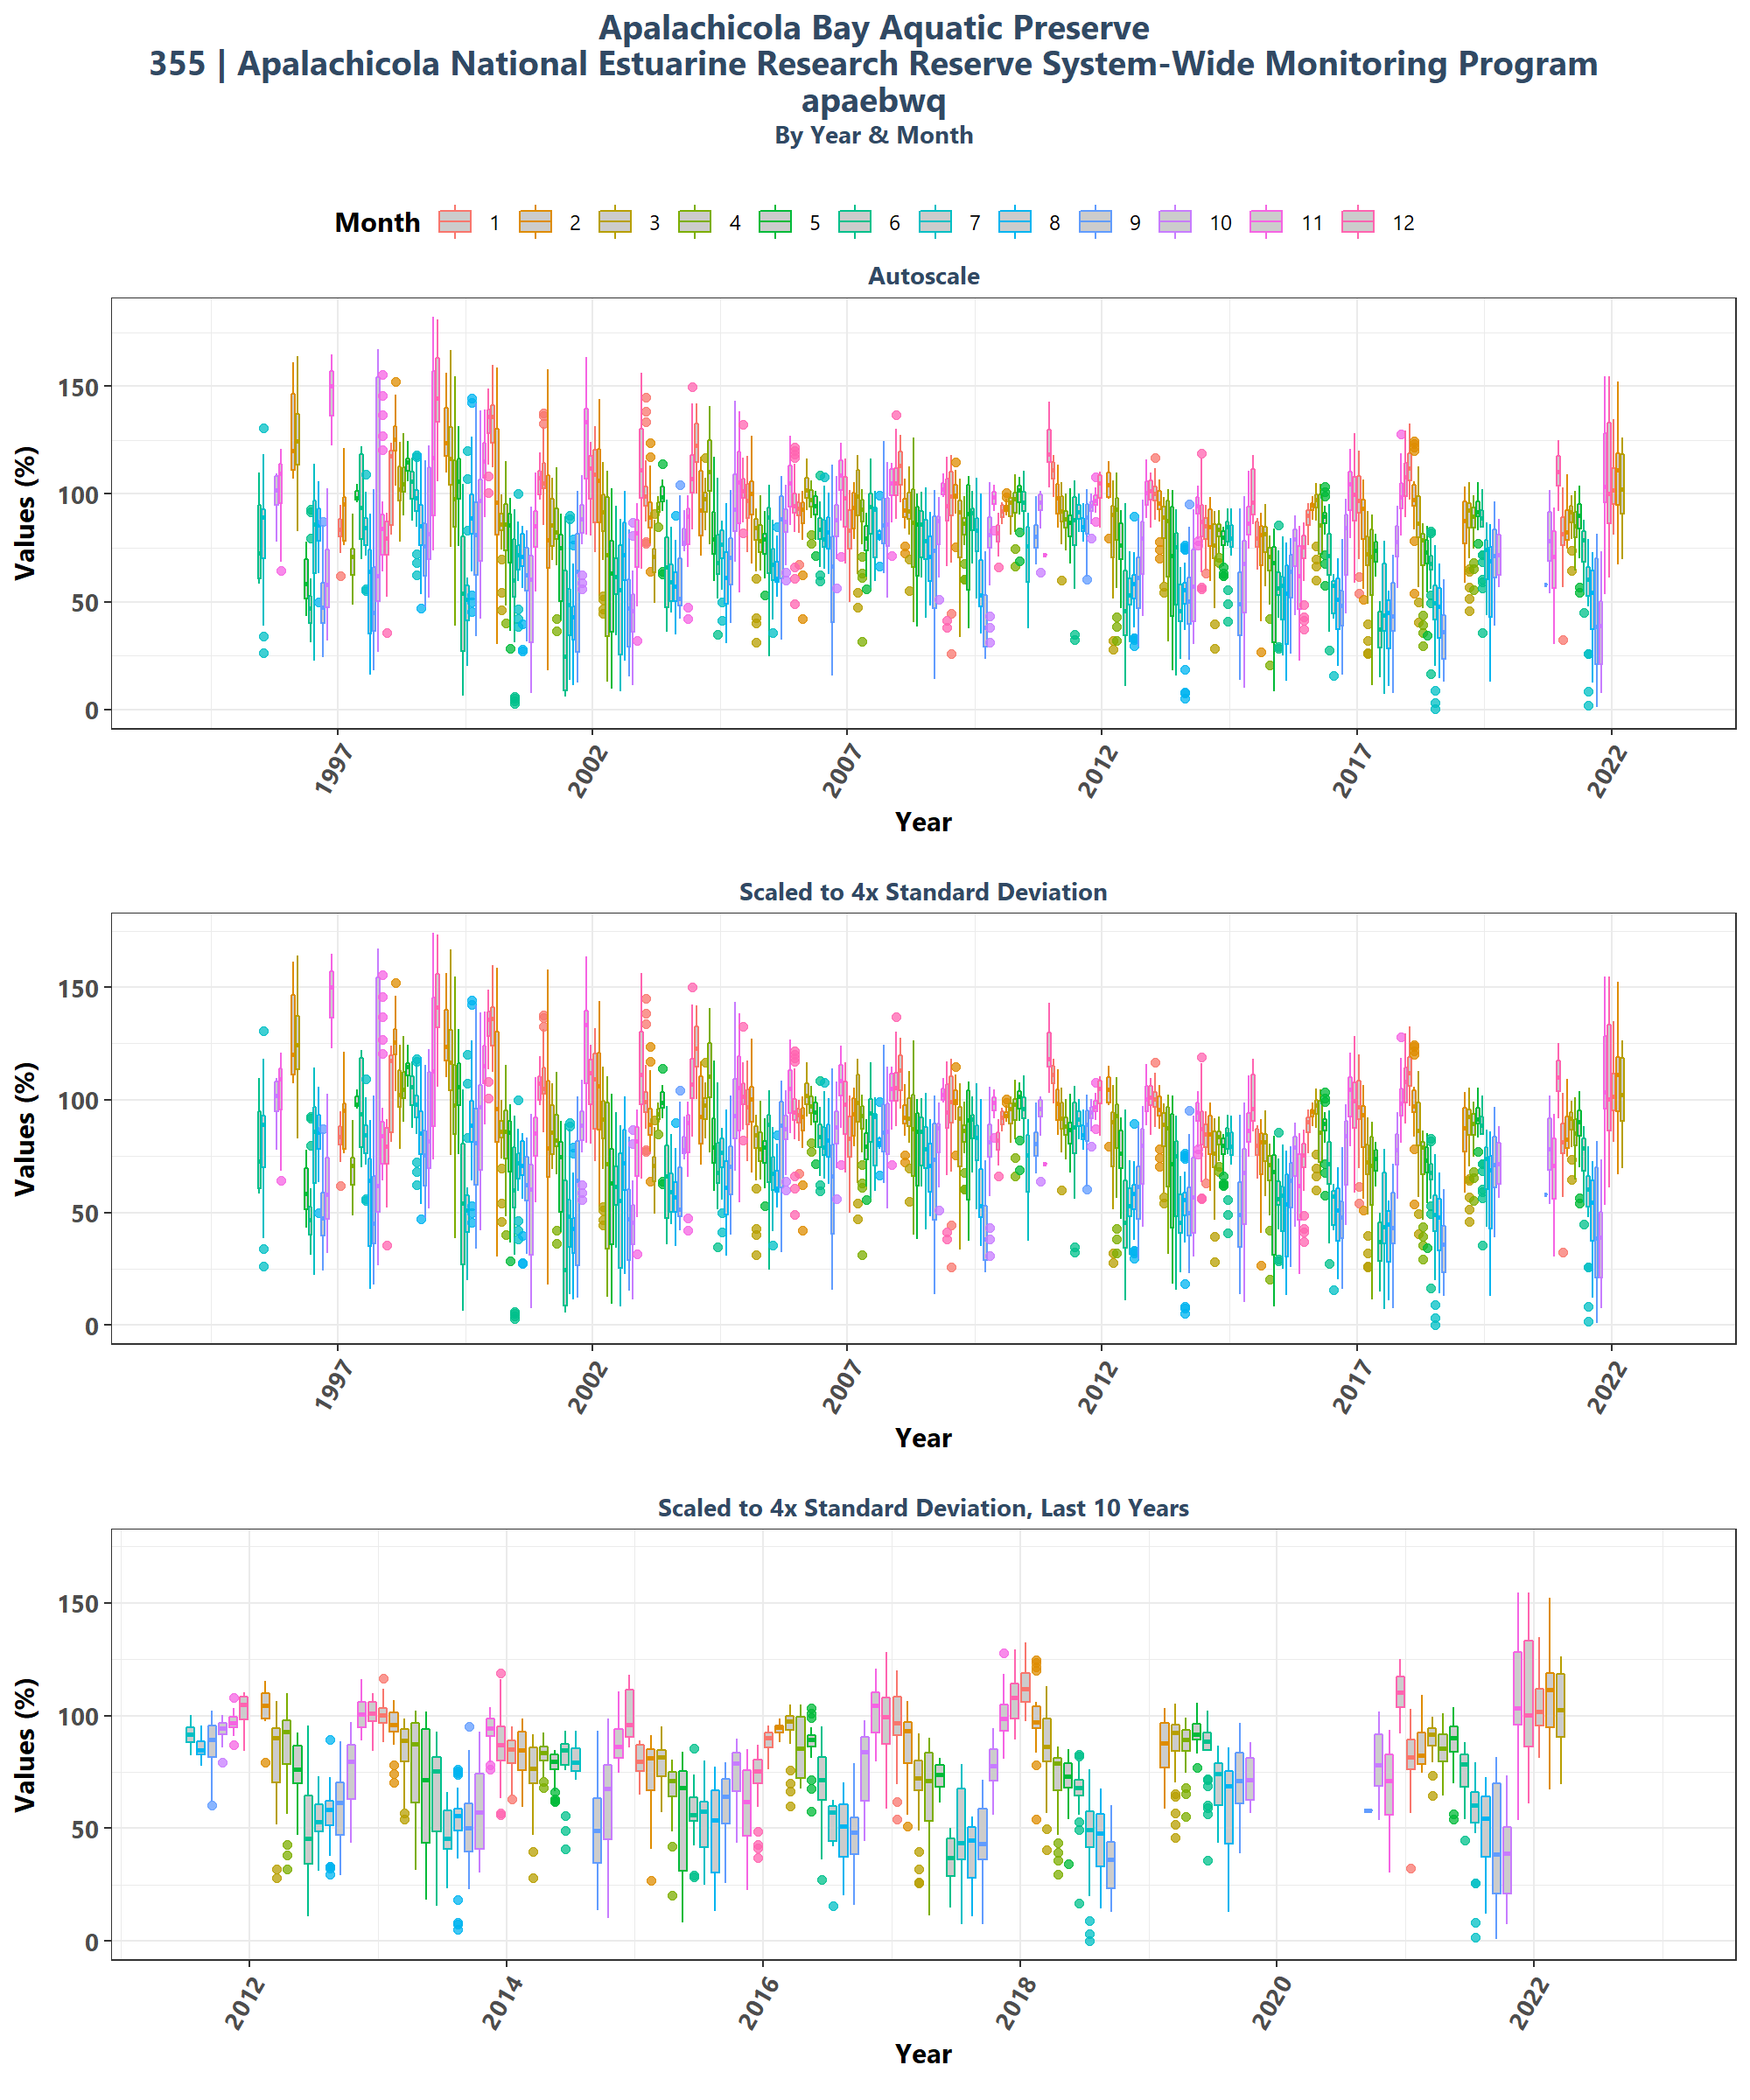 Apalachicola Bay Aquatic Preserve
355 | Apalachicola National Estuarine Research Reserve System-Wide Monitoring Program
apaebwq
By Year & Month
Month 1 2 3 4 5 6 7 8 9 10 11 12
Autoscale
Values (%)
150
100
50
0
1997 2002 2007 2012 2017 2022
Year
Scaled to 4x Standard Deviation
Values (%)
150
100
50
0
1997 2002 2007 2012 2017 2022
Year
Scaled to 4x Standard Deviation, Last 10 Years
Values (%)
150
100
50
0
2012 2014 2016 2018 2020 2022
Year